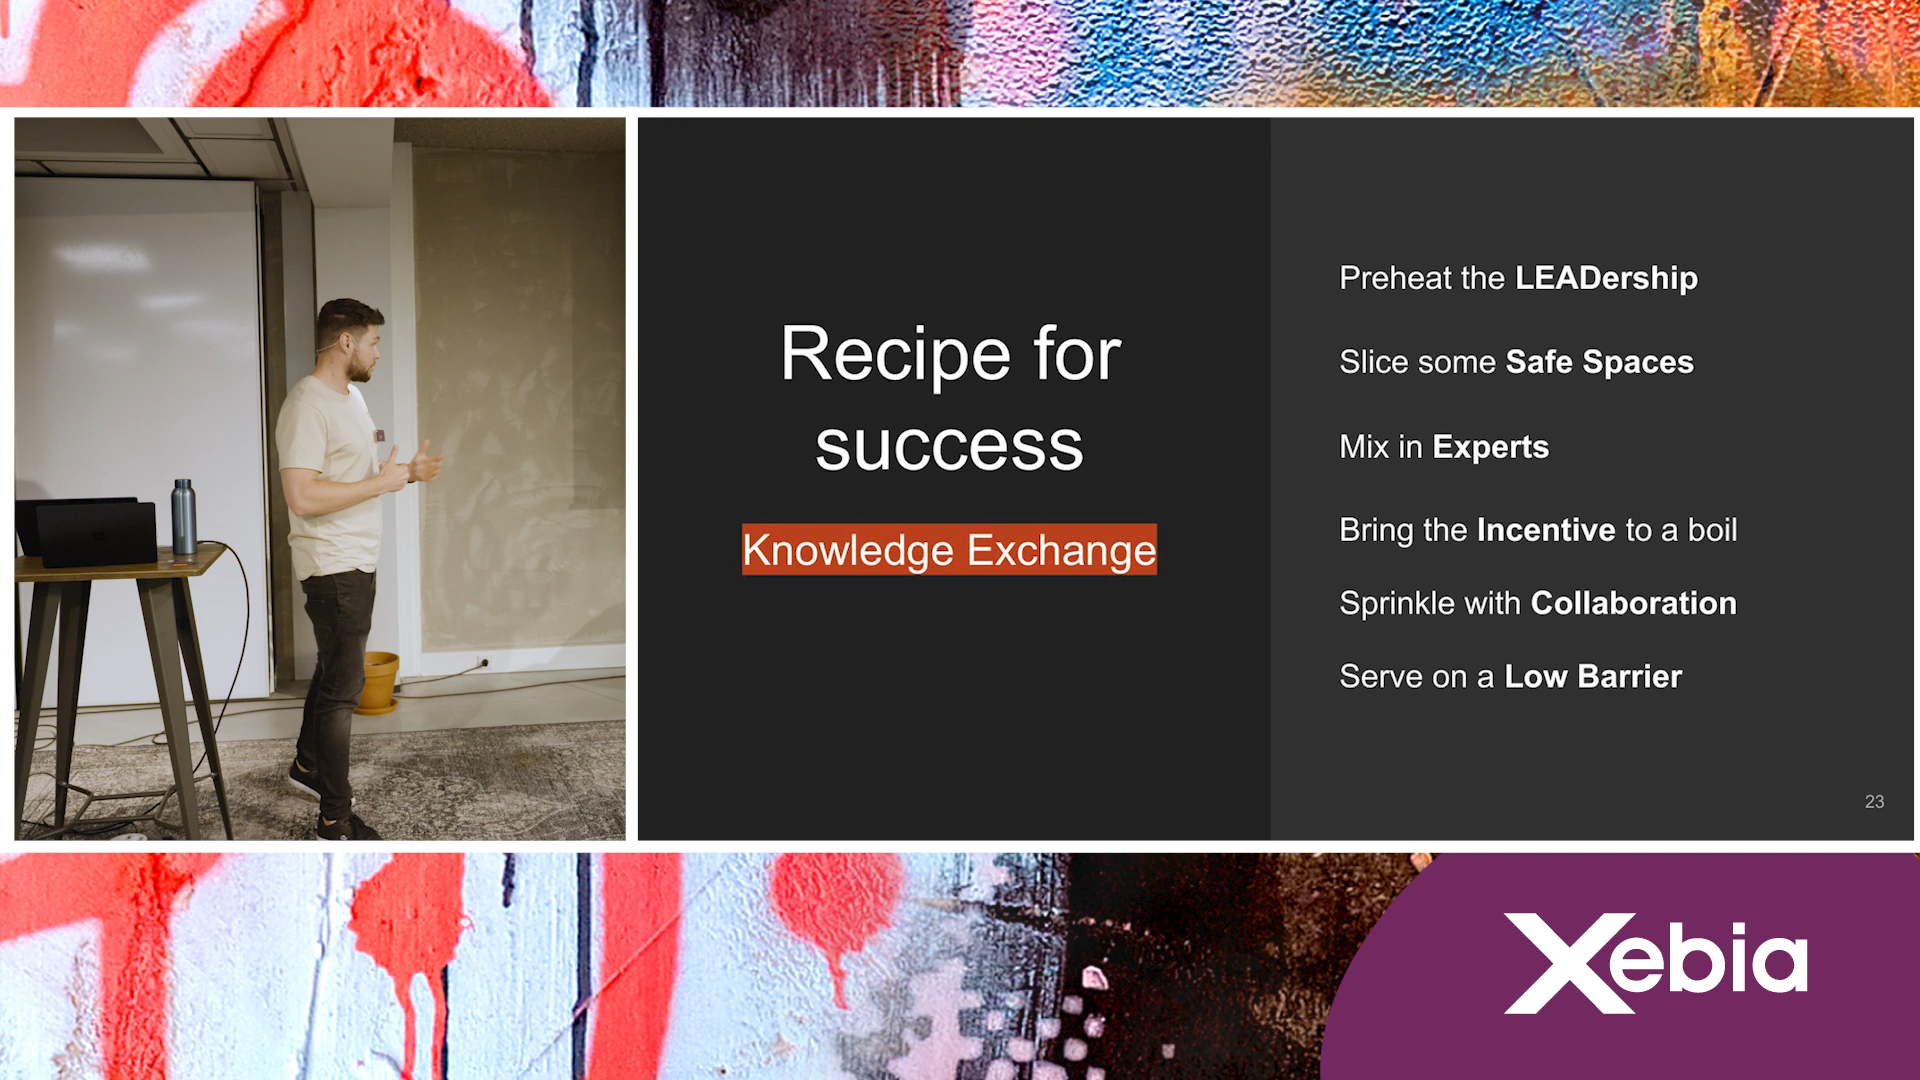 Recipe for
success
Knowledge Exchange
Preheat the LEADership
Slice some Safe Spaces
Mix in Experts
Bring the Incentive to a boil
Sprinkle with Collaboration
Serve on a Low Barrier
23
Xebia